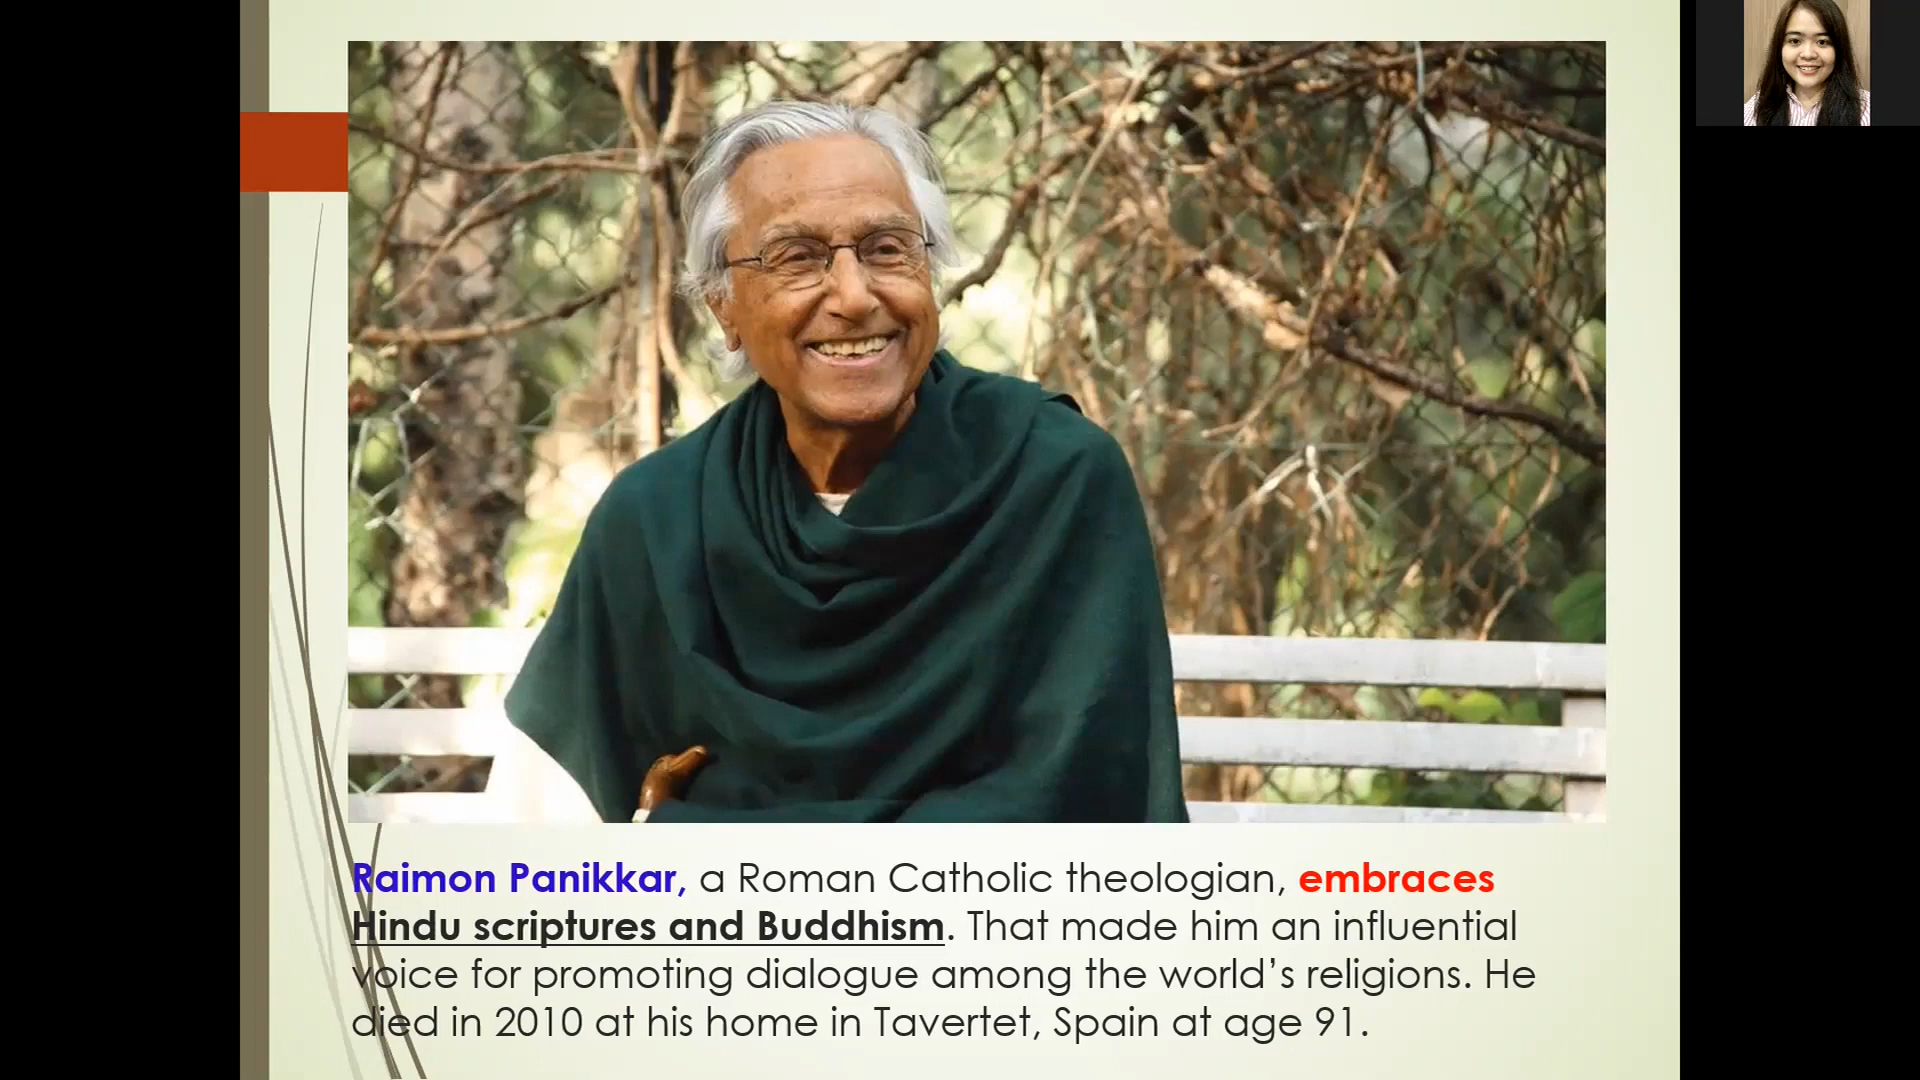 Raimon Panikkar, a Roman Catholic theologian, embraces
Hindu scriptures and Buddhism. That made him an influential
voice for promoting dialogue among the world’s religions. He
died in 2010 at his home in Tavertet, Spain at age 91.